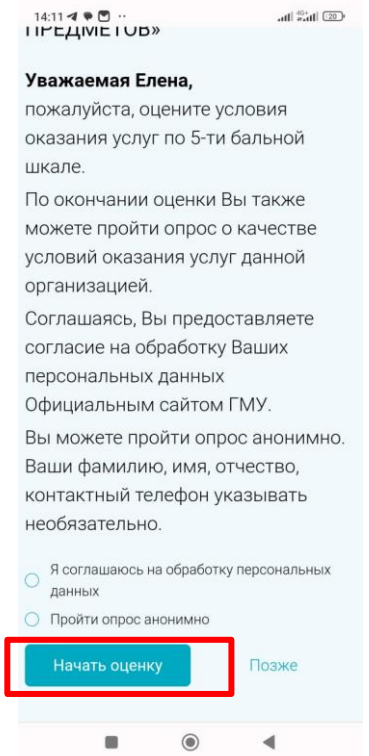 14:11
4G+
20
ПРЕДМЕТОВ»
Уважаемая Елена,
пожалуйста, оцените условия
оказания услуг по 5-ти бальной
шкале.
По окончании оценки Вы также
можете пройти опрос о качестве
условий оказания услуг данной
организацией.
Соглашаясь, Вы предоставляете
согласие на обработку Ваших
персональных данных
Официальным сайтом ГМУ.
Вы можете пройти опрос анонимно.
Ваши фамилию, имя, отчество,
контактный телефон указывать
необязательно.
Я соглашаюсь на обработку персональных
данных
Пройти опрос анонимно
Начать оценку
Позже